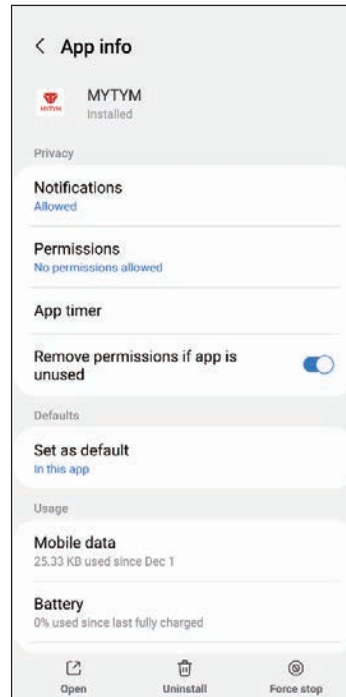 App info
MYTYM
MYTYM
Installed
Privacy
Notifications
Allowed
Permissions
No permissions allowed
App timer
Remove permissions if app is
unused
Defaults
Set as default
In this app
Usage
Mobile data
25.33 KB used since Dec 1
Battery
0% used since last fully charged
Open
Uninstall
Force stop